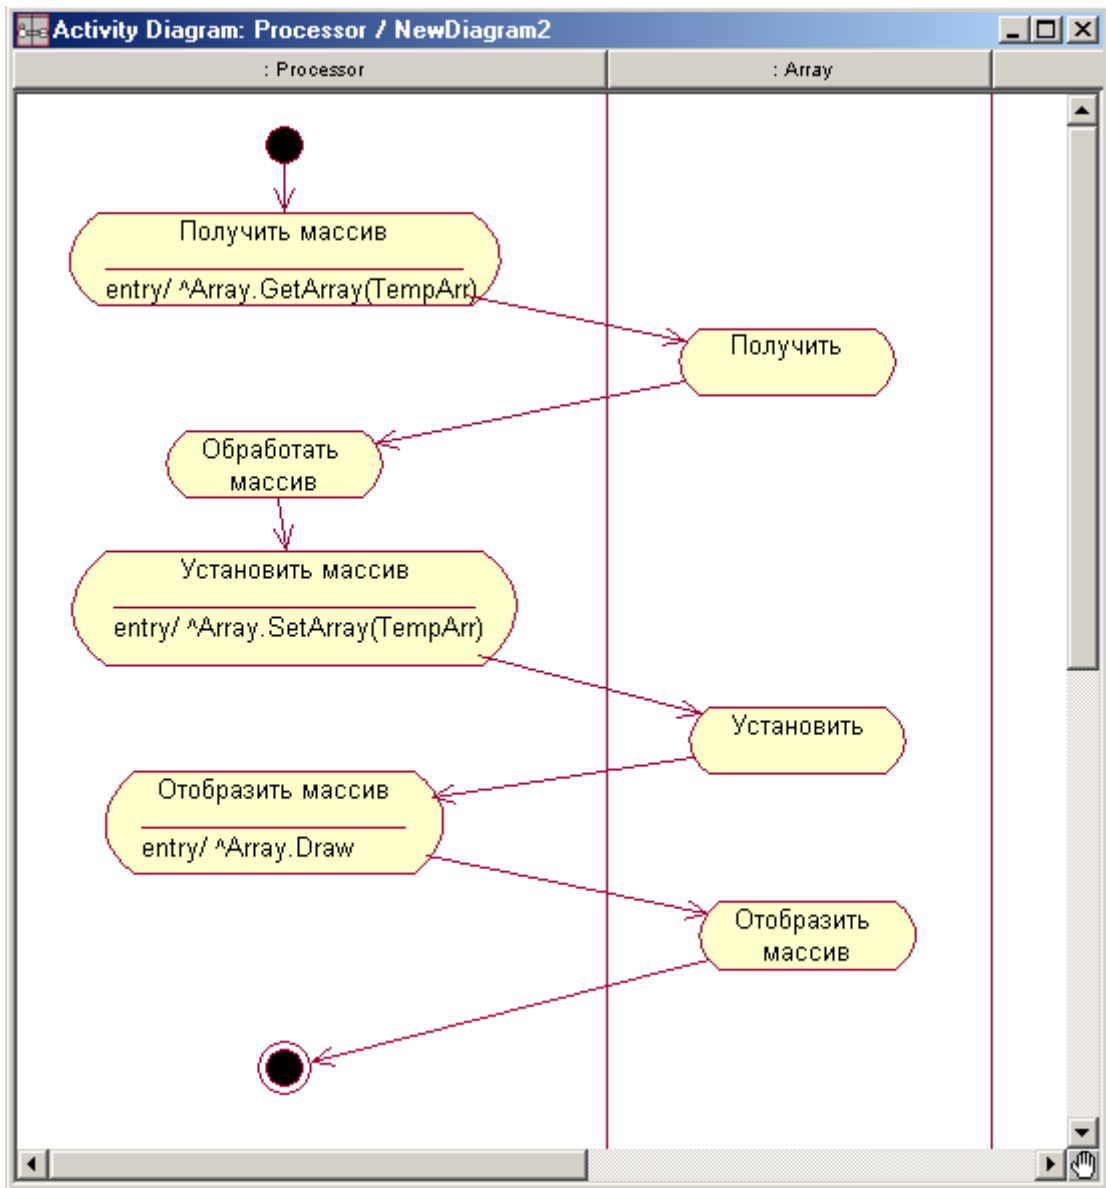 Activity Diagram: Processor / NewDiagram2
: Processor
: Array
Получить массив
entry/ ^Array.GetArray(TempArr)
Получить
Обработать
массив
Установить массив
entry/ ^Array.SetArray(TempArr)
Установить
Отобразить массив
entry/ ^Array.Draw
Отобразить
массив